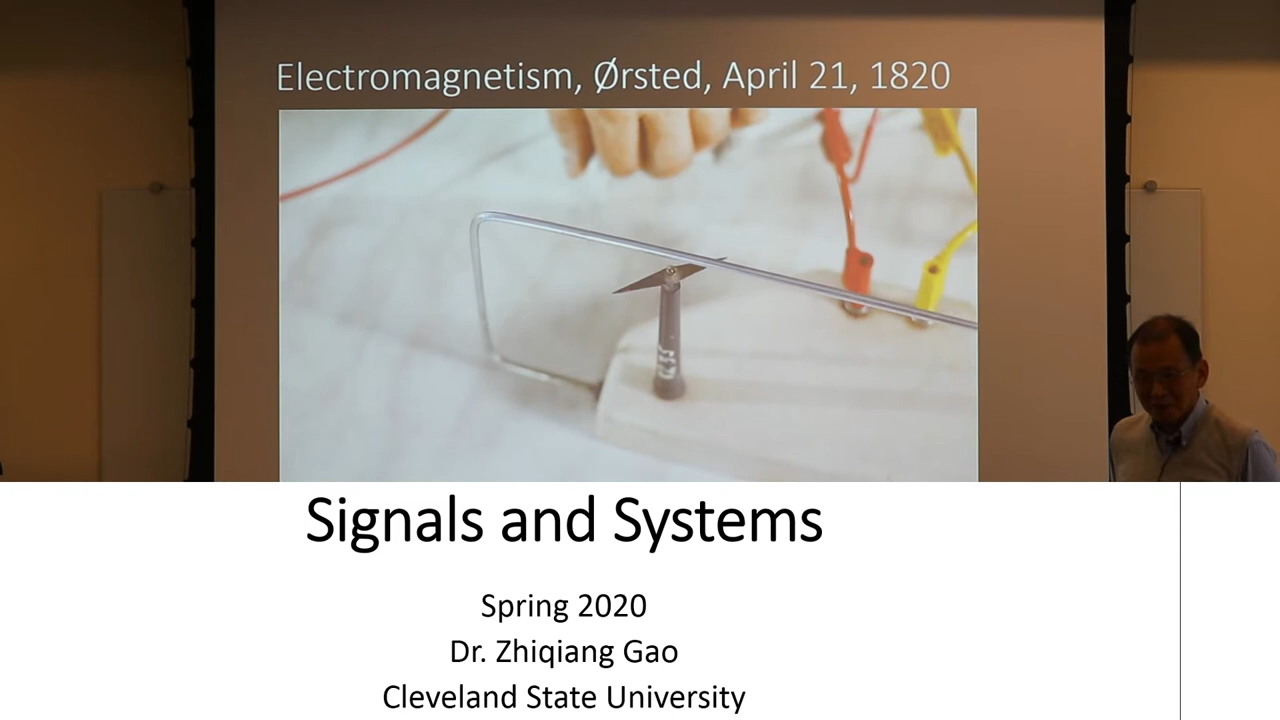 Electromagnetism, Ørsted, April 21, 1820
Signals and Systems
Spring 2020
Dr. Zhiqiang Gao
Cleveland State University